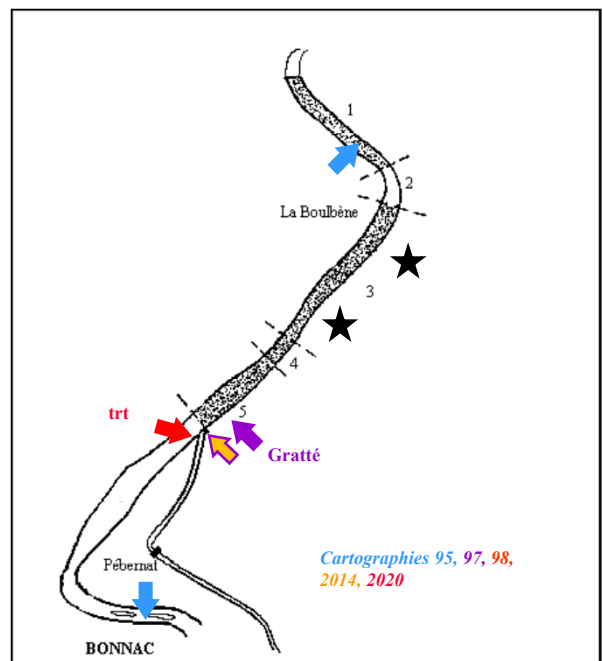 1
2
La Boulbène
3
4
trt
5
Gratté
Pébernat
Cartographies 95, 97, 98,
2014, 2020
BONNAC